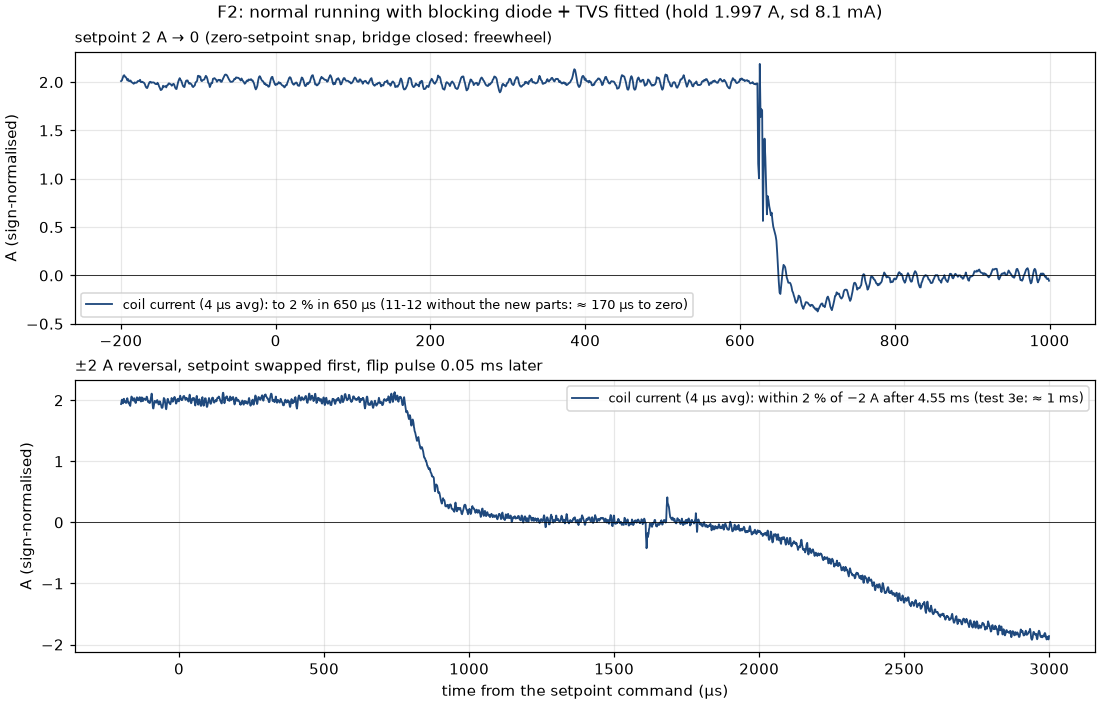 F2: normal running with blocking diode + TVS fitted (hold 1.997 A, sd 8.1 mA)
setpoint 2 A → 0 (zero-setpoint snap, bridge closed: freewheel)
A (sign-normalised)
2.0
1.5
1.0
0.5
0.0
−0.5
coil current (4 µs avg): to 2 % in 650 µs (11-12 without the new parts: ≈ 170 µs to zero)
−200 0 200 400 600 800 1000
±2 A reversal, setpoint swapped first, flip pulse 0.05 ms later
A (sign-normalised)
2
1
0
−1
−2
coil current (4 µs avg): within 2 % of −2 A after 4.55 ms (test 3e: ≈ 1 ms)
0 500 1000 1500 2000 2500 3000
time from the setpoint command (µs)